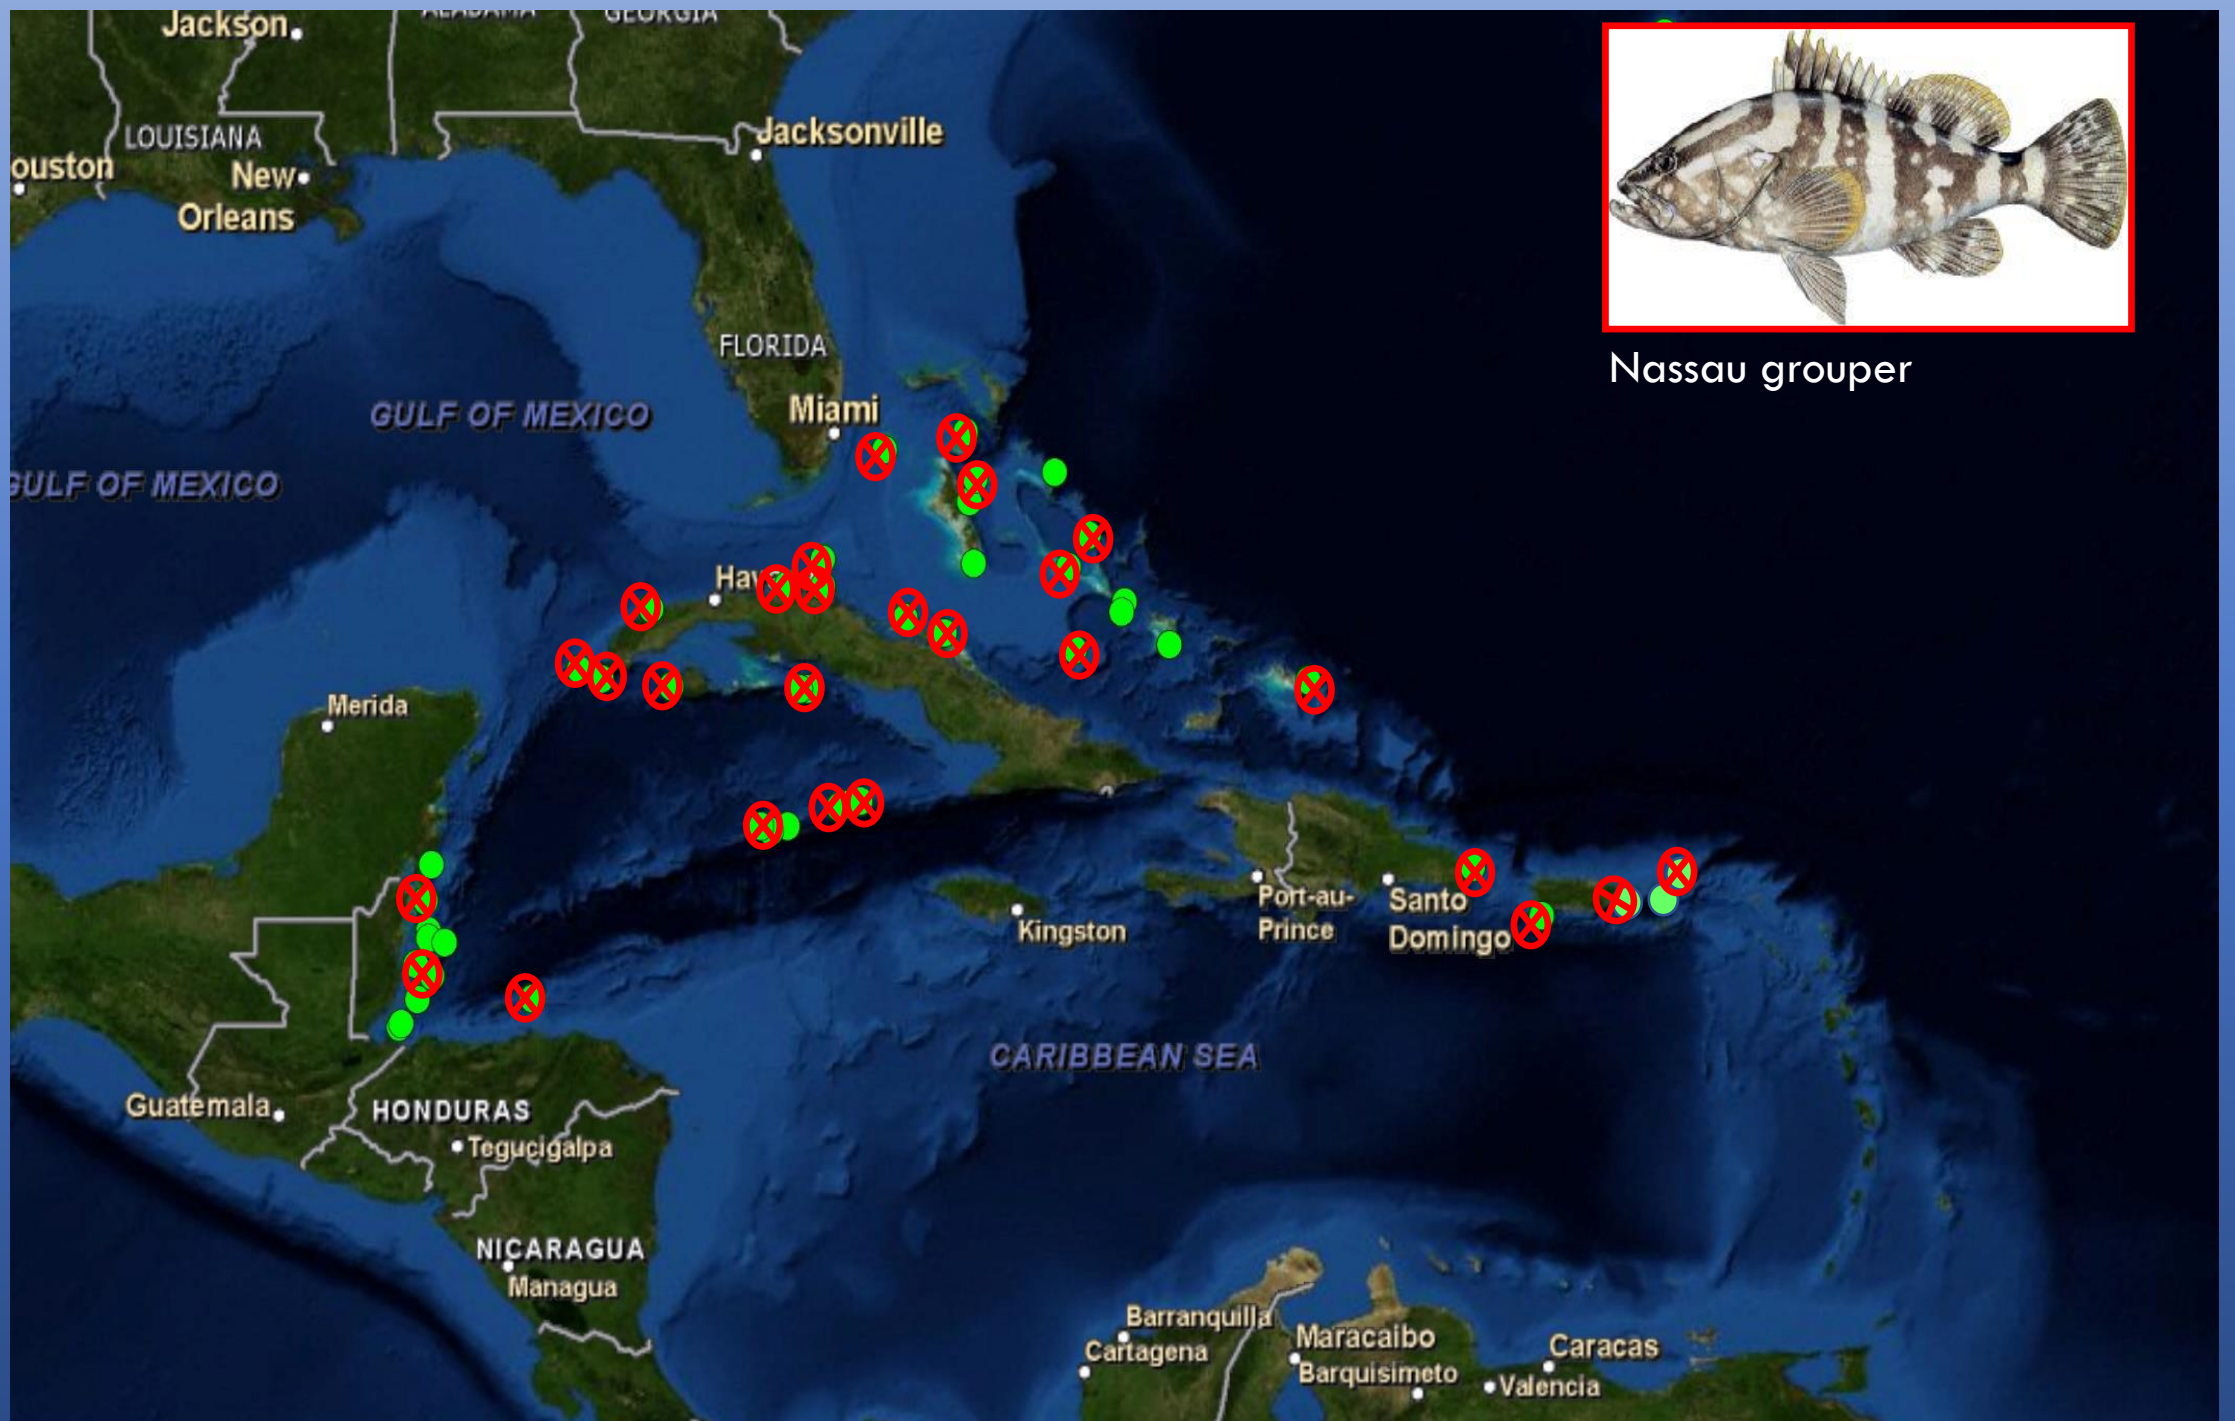 ALABAMA
GEORGIA
Jackson
Jacksonville
LOUISIANA
ouston
New
Orleans
FLORIDA
Nassau grouper
GULF OF MEXICO
Miami
GULF OF MEXICO
Merida
Port-au-
Prince
Santo
Domingo
Kingston
CARIBBEAN SEA
Guatemala
HONDURAS
Tegucigalpa
NICARAGUA
Managua
Barranquilla
Cartagena
Maracaibo
Barquisimeto
Caracas
Valencia